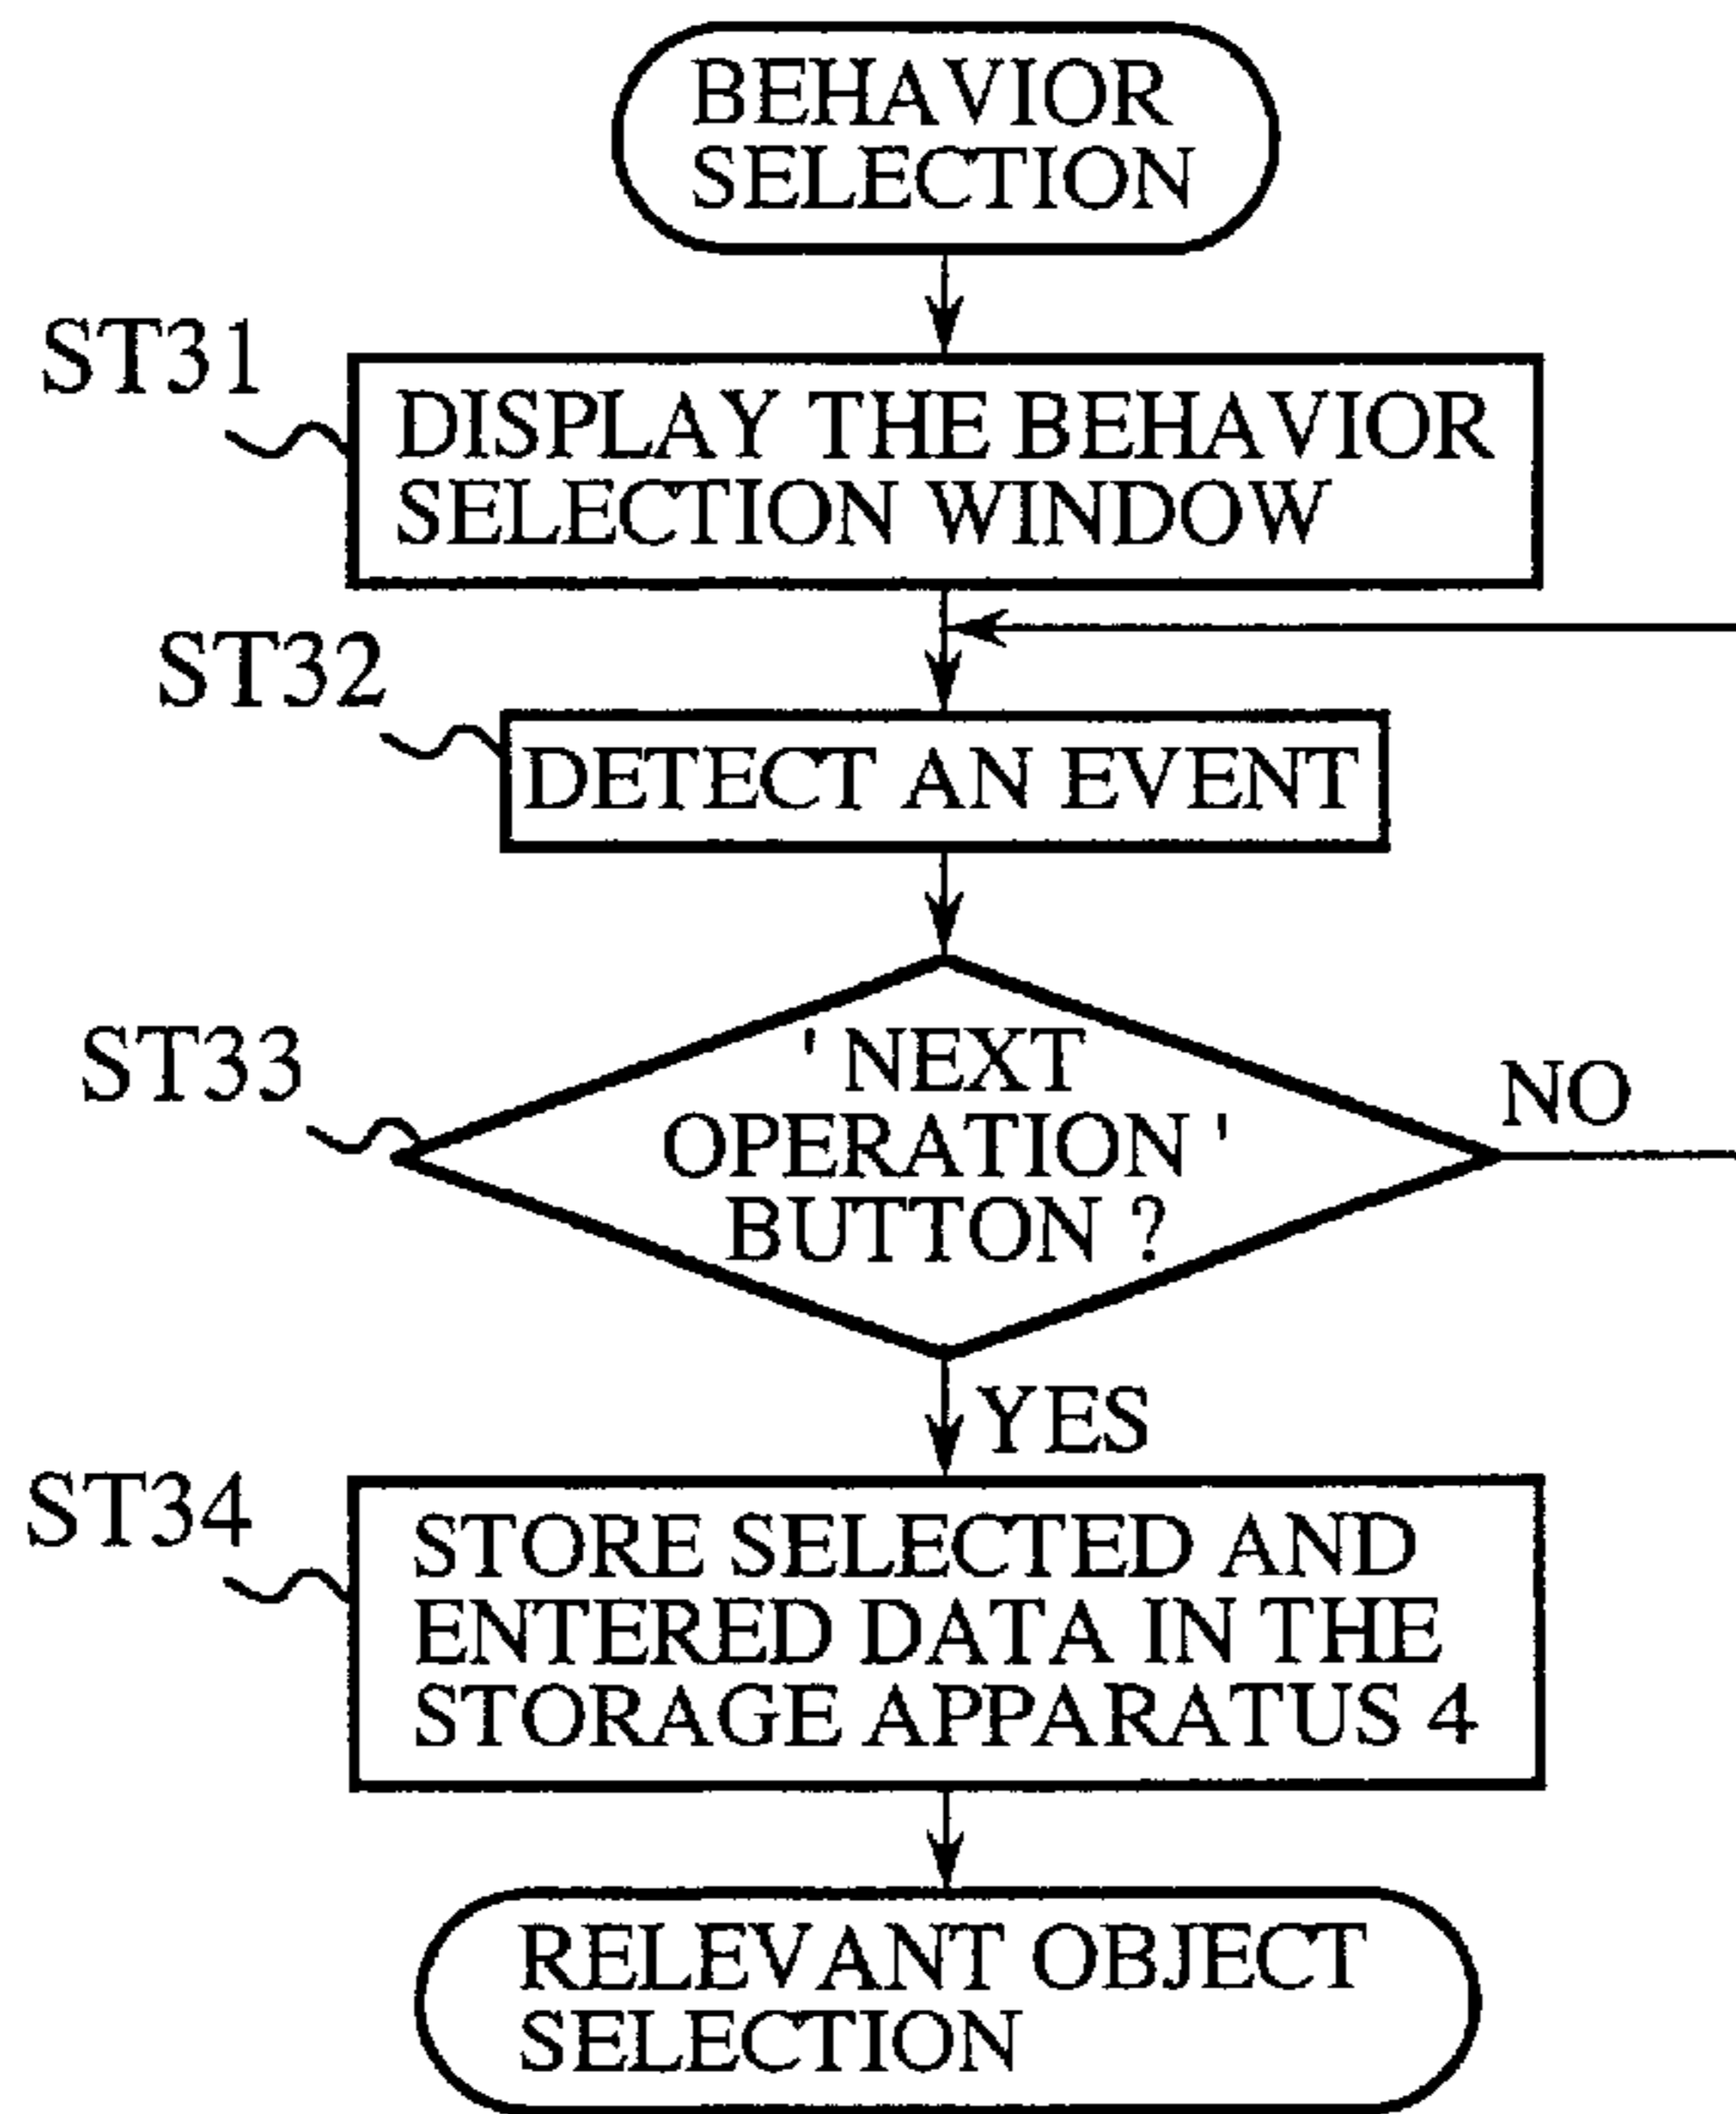 BEHAVIOR
SELECTION
ST31
DISPLAY THE BEHAVIOR
SELECTION WINDOW
ST32
DETECT AN EVENT
ST33
' NEXT
OPERATION '
BUTTON ?
NO
YES
ST34
STORE SELECTED AND
ENTERED DATA IN THE
STORAGE APPARATUS 4
RELEVANT OBJECT
SELECTION